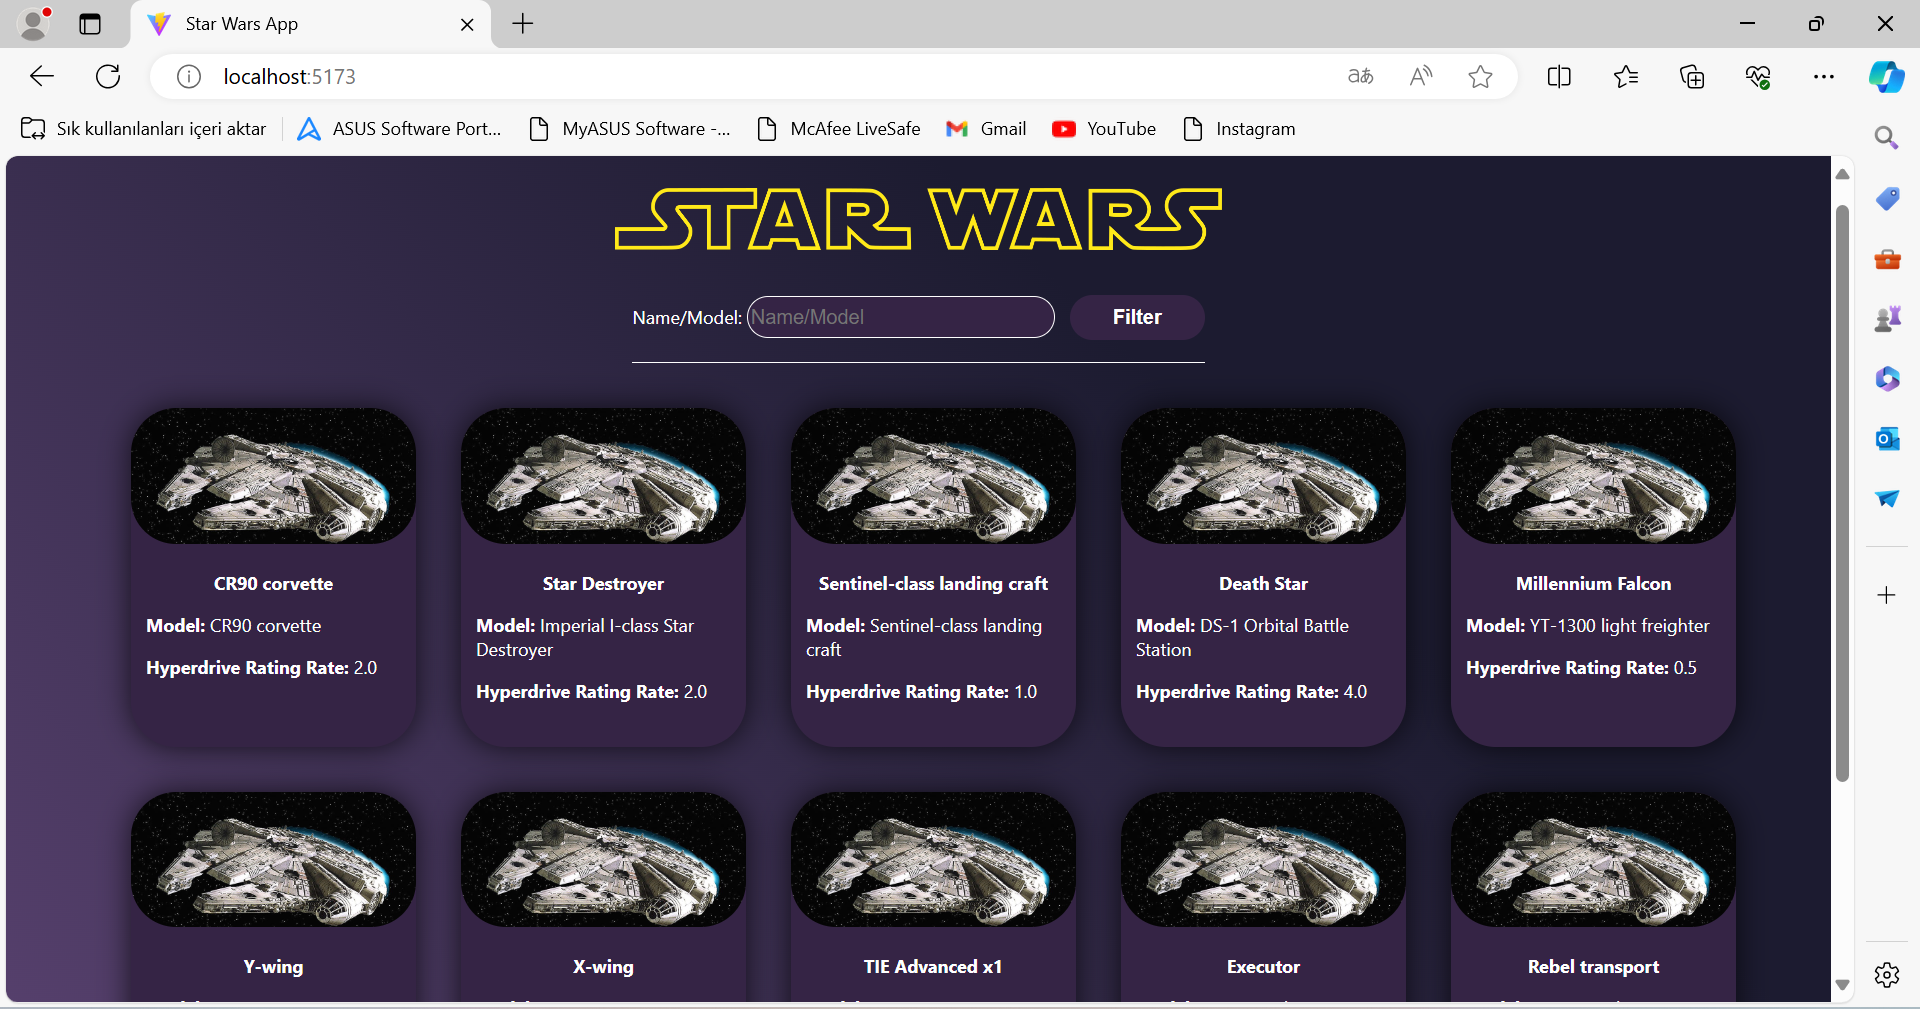 Star Wars App
localhost:5173
aあ
Sık kullanılanları içeri aktar
ASUS Software Port...
MyASUS Software -...
McAfee LiveSafe
Gmail
YouTube
Instagram
STAR WARS
Name/Model: Name/Model Filter
CR90 corvette
Model: CR90 corvette
Hyperdrive Rating Rate: 2.0
Star Destroyer
Model: Imperial I-class Star
Destroyer
Hyperdrive Rating Rate: 2.0
Sentinel-class landing craft
Model: Sentinel-class landing
craft
Hyperdrive Rating Rate: 1.0
Death Star
Model: DS-1 Orbital Battle
Station
Hyperdrive Rating Rate: 4.0
Millennium Falcon
Model: YT-1300 light freighter
Hyperdrive Rating Rate: 0.5
Y-wing
X-wing
TIE Advanced x1
Executor
Rebel transport